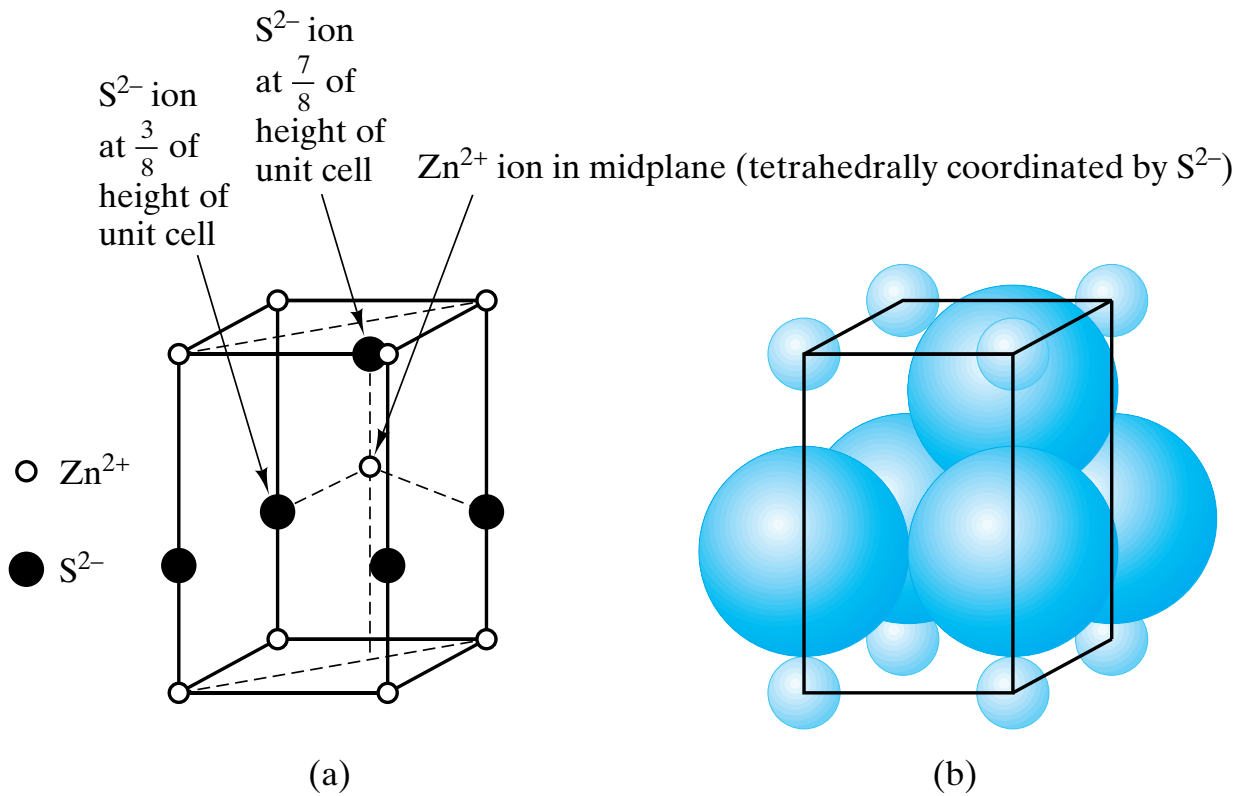 S²⁻ ion
at 7/8 of
height of
unit cell
S²⁻ ion
at 3/8 of
height of
unit cell
Zn²⁺ ion in midplane (tetrahedrally coordinated by S²⁻)
Zn²⁺
S²⁻
(a)
(b)